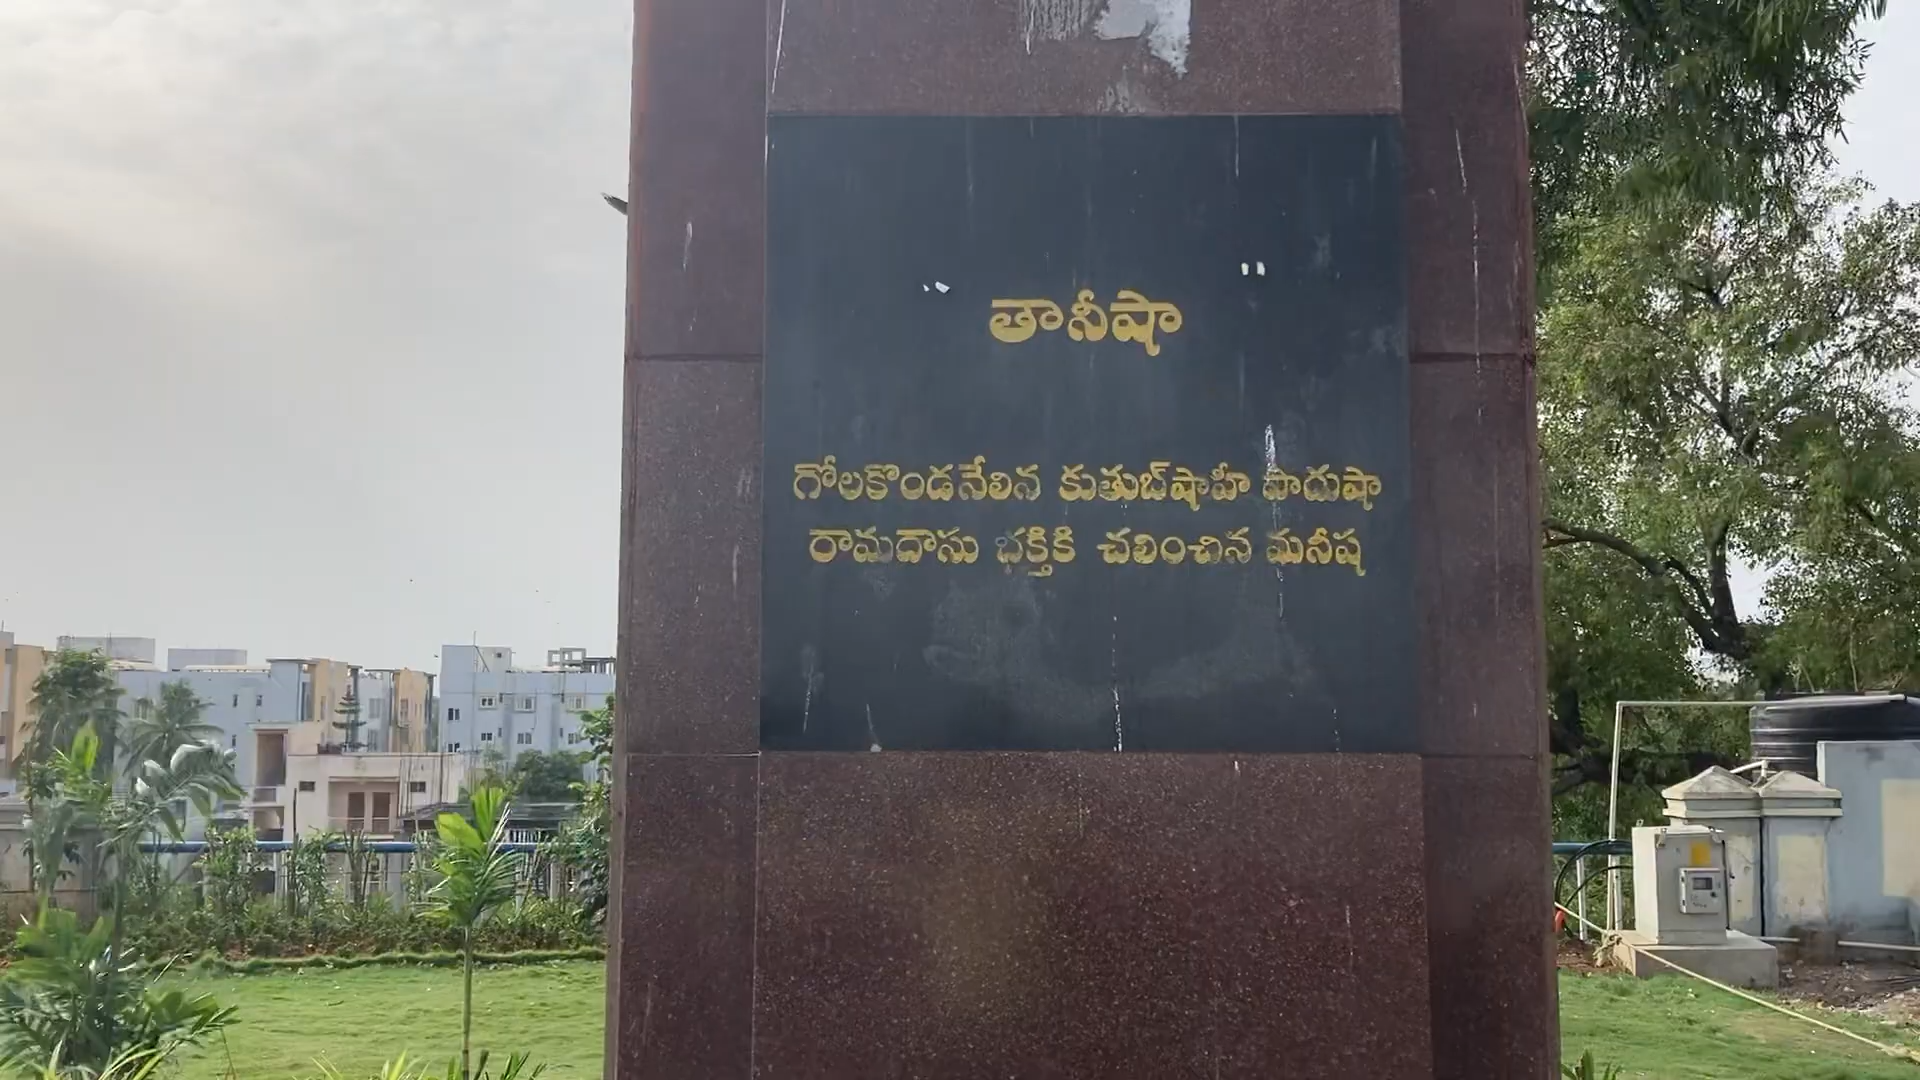 " తానీషా "
గోలకొండనేలిన కుతుబ్‌షాహీ పాదుషా
రామదాసు భక్తికి చలించిన మనీష